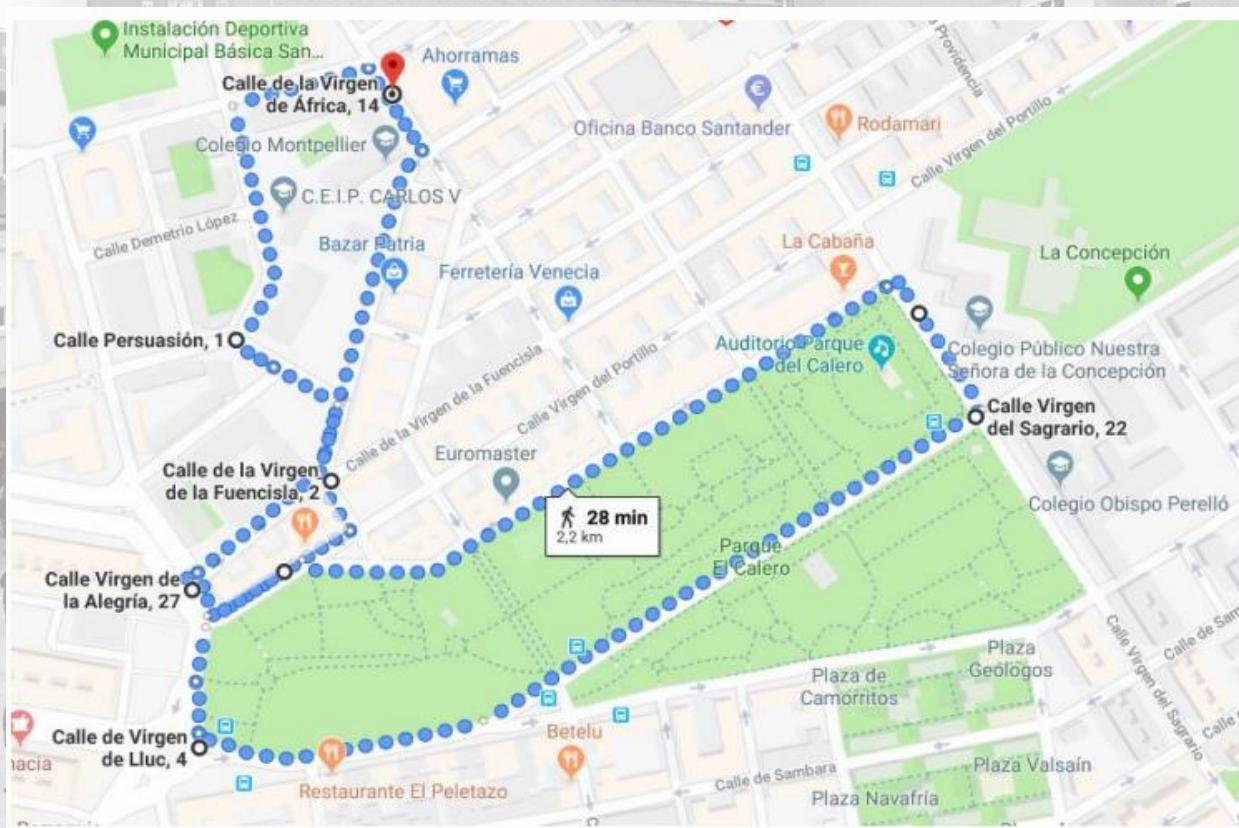 Instalación Deportiva
Municipal Básica San...
Calle de la Virgen
de África, 14
Ahorramas
Providencia
Oficina Banco Santander
Rodamari
Calle Virgen del Portillo
Colegio Montpellier
C.E.I.P. CARLOS V
Calle Demetrio López
Bazar Patria
Ferretería Venecia
La Cabaña
La Concepción
Calle Persuasión, 1
Auditorio Parque
del Calero
Colegio Público Nuestra
Señora de la Concepción
Calle de la Virgen de la Fuencisla
Calle Virgen del Portillo
Calle Virgen
del Sagrario, 22
Calle de la Virgen
de la Fuencisla, 2
Euromaster
Colegio Obispo Perelló
28 min
2,2 km
Parque
El Calero
Calle Virgen de
la Alegría, 27
Calle de Sam
Plaza
Geólogos
Plaza de
Camorritos
Calle Virgen del Sagrario
Calle de Virgen
de Lluc, 4
macia
Betelu
Restaurante El Peletazo
Calle de Sambara
Plaza Valsaín
Plaza Navafría